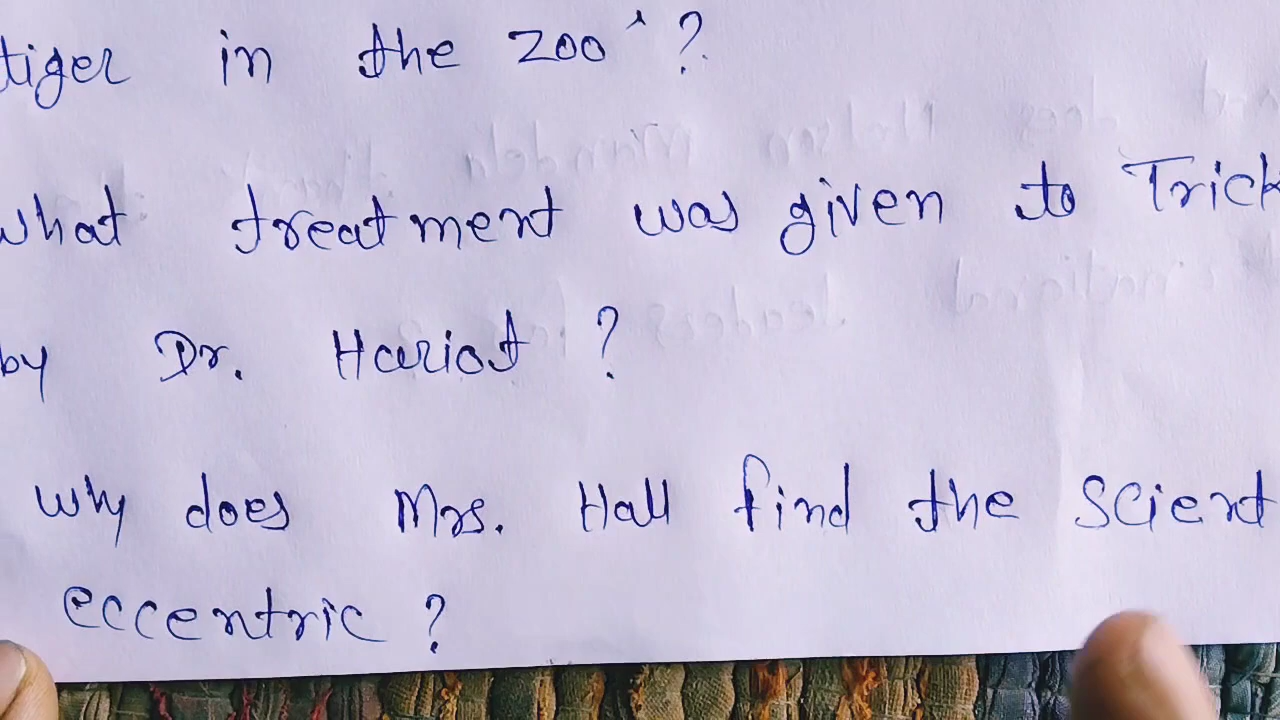 tiger in the zoo'?
what treatment was given to Trick
by Dr. Hariot ?
Why does Mrs. Hall find the Scient
eccentric ?